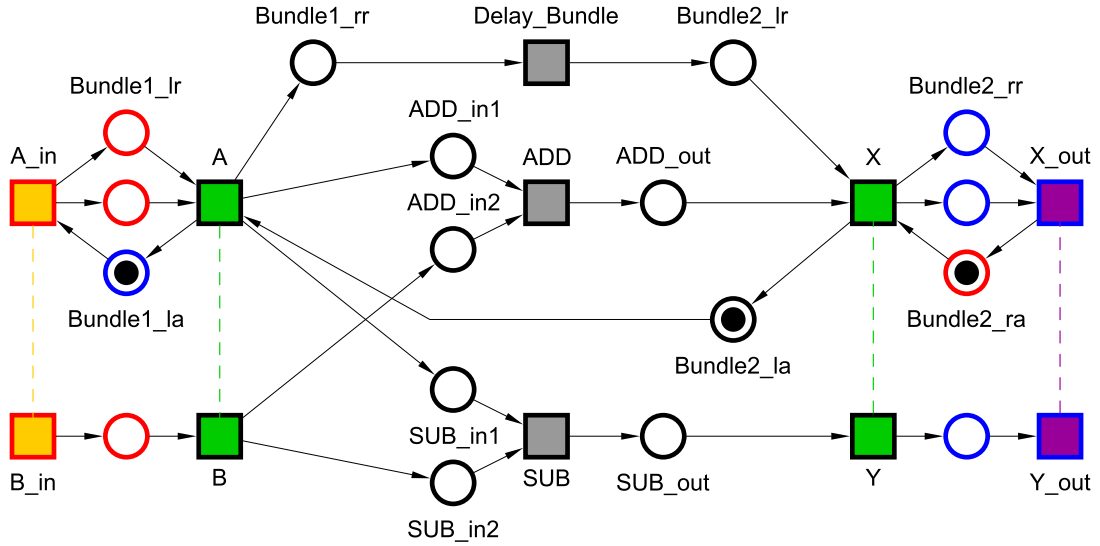 Bundle1_rr
Delay_Bundle
Bundle2_lr
Bundle1_lr
Bundle2_rr
ADD_in1
A_in
A
ADD
ADD_out
X
X_out
ADD_in2
Bundle1_la
Bundle2_ra
Bundle2_la
SUB_in1
B_in
B
SUB
SUB_out
Y
Y_out
SUB_in2